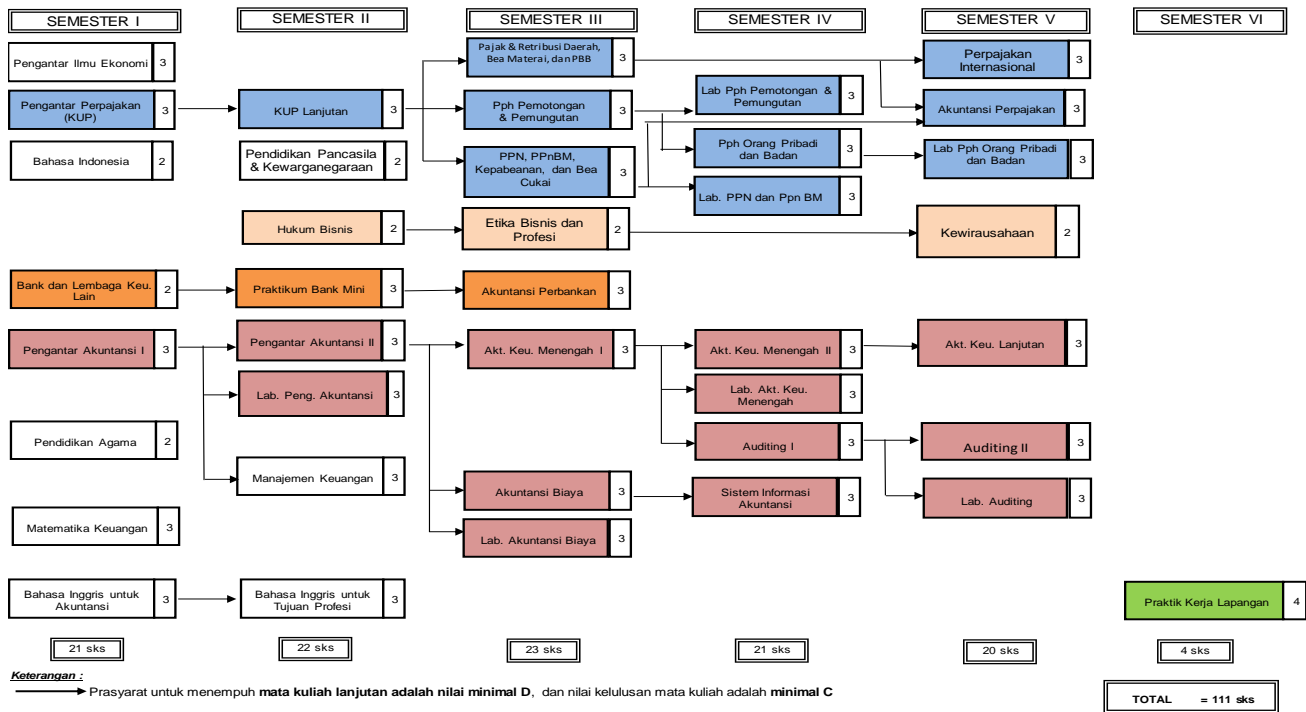 SEMESTER I
SEMESTER II
SEMESTER III
SEMESTER IV
SEMESTER V
SEMESTER VI
Pengantar Ilmu Ekonomi 3
Pengantar Perpajakan
(KUP) 3
Bahasa Indonesia 2
Bank dan Lembaga Keu.
Lain 2
Pengantar Akuntansi I 3
Pendidikan Agama 2
Matematika Keuangan 3
Bahasa Inggris untuk
Akuntansi 3
21 sks
KUP Lanjutan 3
Pendidikan Pancasila
& Kewarganegaraan 2
Hukum Bisnis 2
Praktikum Bank Mini 3
Pengantar Akuntansi II 3
Lab. Peng. Akuntansi 3
Manajemen Keuangan 3
Bahasa Inggris untuk
Tujuan Profesi 3
22 sks
Pajak & Retribusi Daerah,
Bea Materai, dan PBB 3
Pph Pemotongan
& Pemungutan 3
PPN, PPnBM,
Kepabeanan, dan Bea
Cukai 3
Etika Bisnis dan
Profesi 2
Akuntansi Perbankan 3
Akt. Keu. Menengah I 3
Akuntansi Biaya 3
Lab. Akuntansi Biaya 3
23 sks
Lab Pph Pemotongan &
Pemungutan 3
Pph Orang Pribadi
dan Badan 3
Lab. PPN dan Ppn BM 3
Akt. Keu. Menengah II 3
Lab. Akt. Keu.
Menengah 3
Auditing I 3
Sistem Informasi
Akuntansi 3
21 sks
Perpajakan
Internasional 3
Akuntansi Perpajakan 3
Lab Pph Orang Pribadi
dan Badan 3
Kewirausahaan 2
Akt. Keu. Lanjutan 3
Auditing II 3
Lab. Auditing 3
20 sks
Praktik Kerja Lapangan 4
4 sks
Keterangan :
Prasyarat untuk menempuh mata kuliah lanjutan adalah nilai minimal D, dan nilai kelulusan mata kuliah adalah minimal C
TOTAL = 111 sks